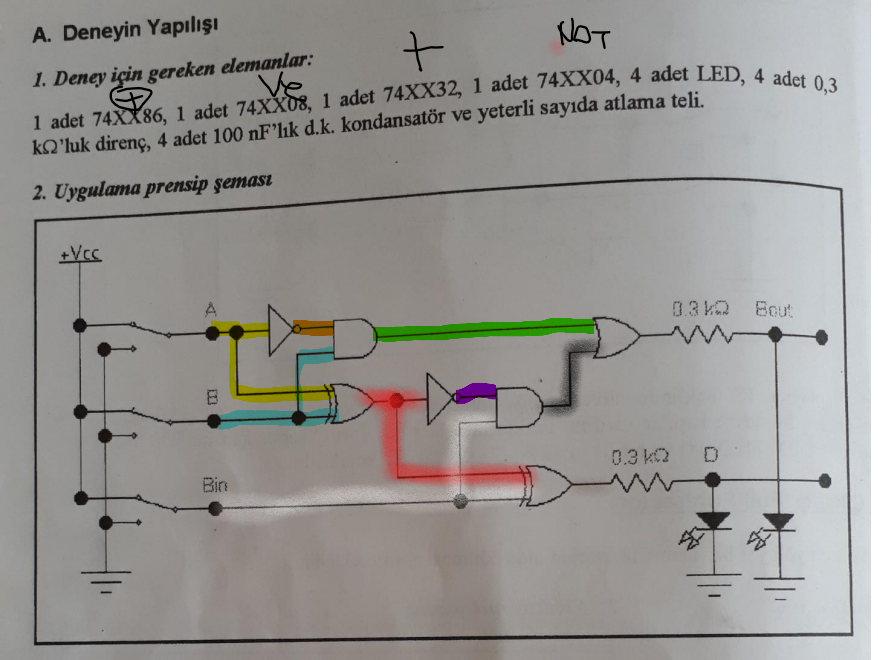 A. Deneyin Yapılışı
1. Deney için gereken elemanlar:
+
NOT
+
Ve
1 adet 74XX86, 1 adet 74XX08, 1 adet 74XX32, 1 adet 74XX04, 4 adet LED, 4 adet 0,3
kΩ'luk direnç, 4 adet 100 nF'lık d.k. kondansatör ve yeterli sayıda atlama teli.
2. Uygulama prensip şeması
+Vcc
A
0.3 kΩ
Bout
B
0.3 kΩ
D
Bin